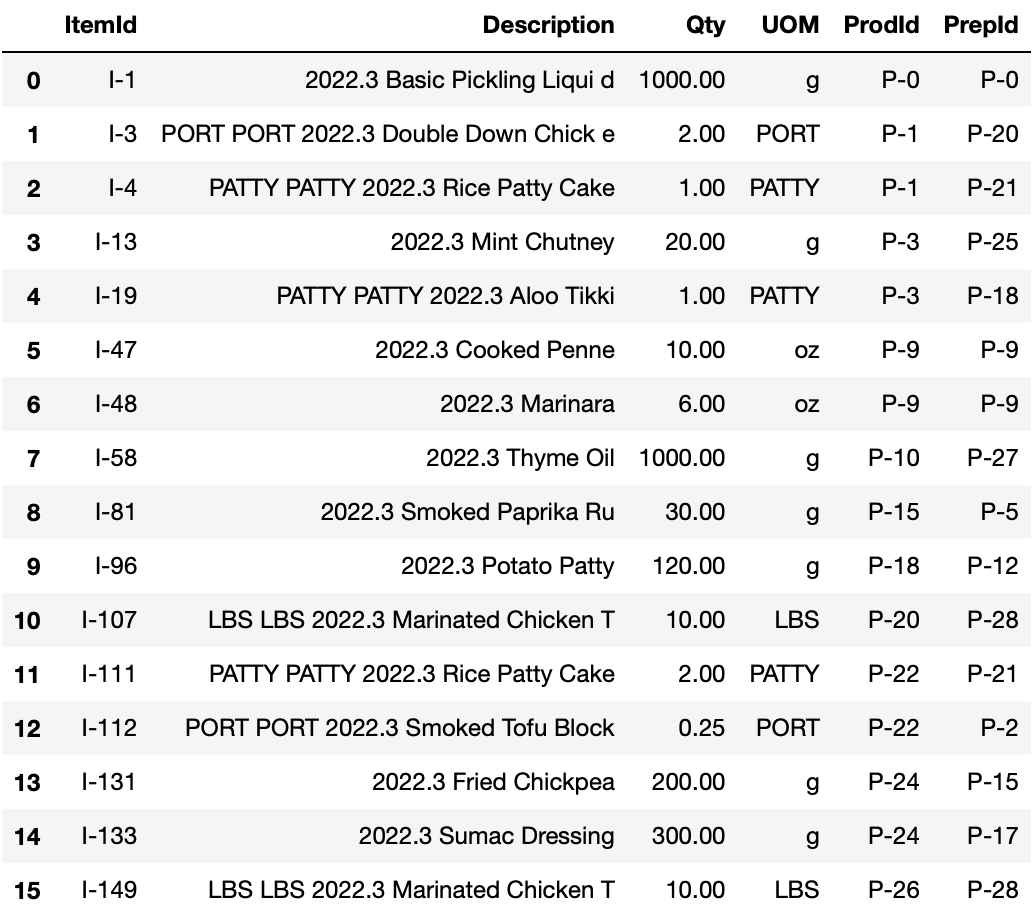 ItemId Description Qty UOM ProdId PrepId
0 I-1 2022.3 Basic Pickling Liqui d 1000.00 g P-0 P-0
1 I-3 PORT PORT 2022.3 Double Down Chick e 2.00 PORT P-1 P-20
2 I-4 PATTY PATTY 2022.3 Rice Patty Cake 1.00 PATTY P-1 P-21
3 I-13 2022.3 Mint Chutney 20.00 g P-3 P-25
4 I-19 PATTY PATTY 2022.3 Aloo Tikki 1.00 PATTY P-3 P-18
5 I-47 2022.3 Cooked Penne 10.00 oz P-9 P-9
6 I-48 2022.3 Marinara 6.00 oz P-9 P-9
7 I-58 2022.3 Thyme Oil 1000.00 g P-10 P-27
8 I-81 2022.3 Smoked Paprika Ru 30.00 g P-15 P-5
9 I-96 2022.3 Potato Patty 120.00 g P-18 P-12
10 I-107 LBS LBS 2022.3 Marinated Chicken T 10.00 LBS P-20 P-28
11 I-111 PATTY PATTY 2022.3 Rice Patty Cake 2.00 PATTY P-22 P-21
12 I-112 PORT PORT 2022.3 Smoked Tofu Block 0.25 PORT P-22 P-2
13 I-131 2022.3 Fried Chickpea 200.00 g P-24 P-15
14 I-133 2022.3 Sumac Dressing 300.00 g P-24 P-17
15 I-149 LBS LBS 2022.3 Marinated Chicken T 10.00 LBS P-26 P-28